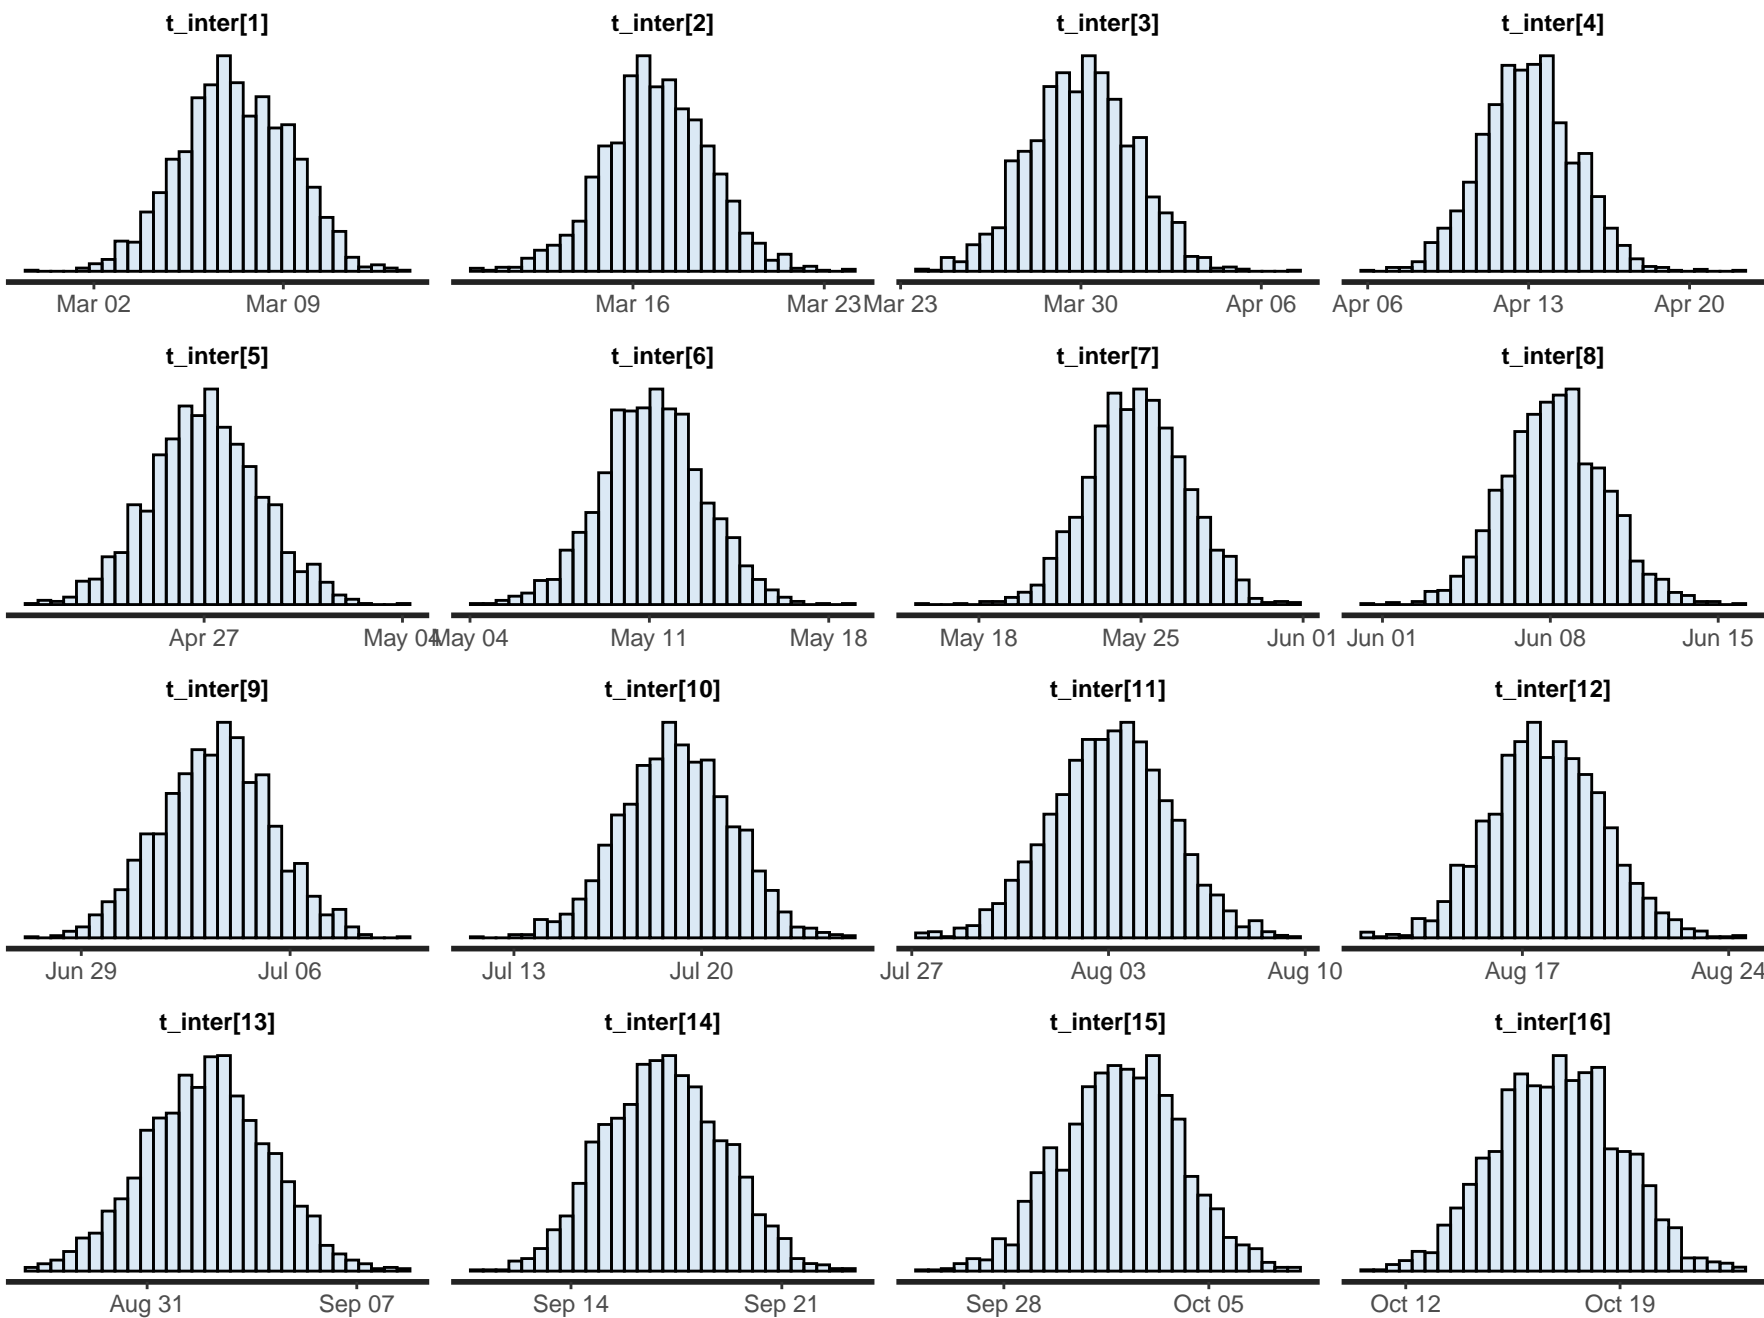 t_inter[1] t_inter[2] t_inter[3] t_inter[4]
Mar 02 Mar 09 Mar 16 Mar 23 Mar 23 Mar 30 Apr 06 Apr 06 Apr 13 Apr 20
t_inter[5] t_inter[6] t_inter[7] t_inter[8]
Apr 27 May 04 May 04 May 11 May 18 May 18 May 25 Jun 01 Jun 01 Jun 08 Jun 15
t_inter[9] t_inter[10] t_inter[11] t_inter[12]
Jun 29 Jul 06 Jul 13 Jul 20 Jul 27 Aug 03 Aug 10 Aug 17 Aug 24
t_inter[13] t_inter[14] t_inter[15] t_inter[16]
Aug 31 Sep 07 Sep 14 Sep 21 Sep 28 Oct 05 Oct 12 Oct 19